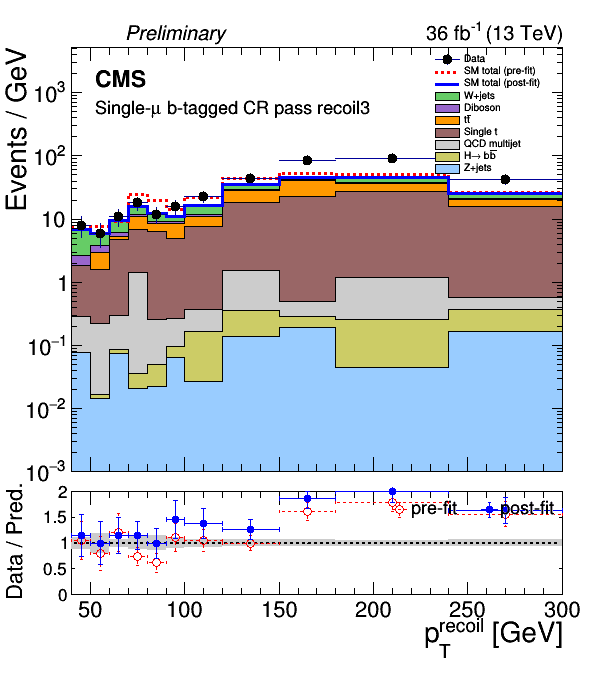 Preliminary 36 fb⁻¹ (13 TeV)
CMS
Single-μ b-tagged CR pass recoil3
Data
SM total (pre-fit)
SM total (post-fit)
W+jets
Diboson
tt̅
Single t
QCD multijet
H→ bb̅
Z+jets
Events / GeV
10³
10²
10
1
10⁻¹
10⁻²
10⁻³
Data / Pred.
2
1.5
1
0.5
0
pre-fit post-fit
50 100 150 200 250 300
p_T^recoil [GeV]